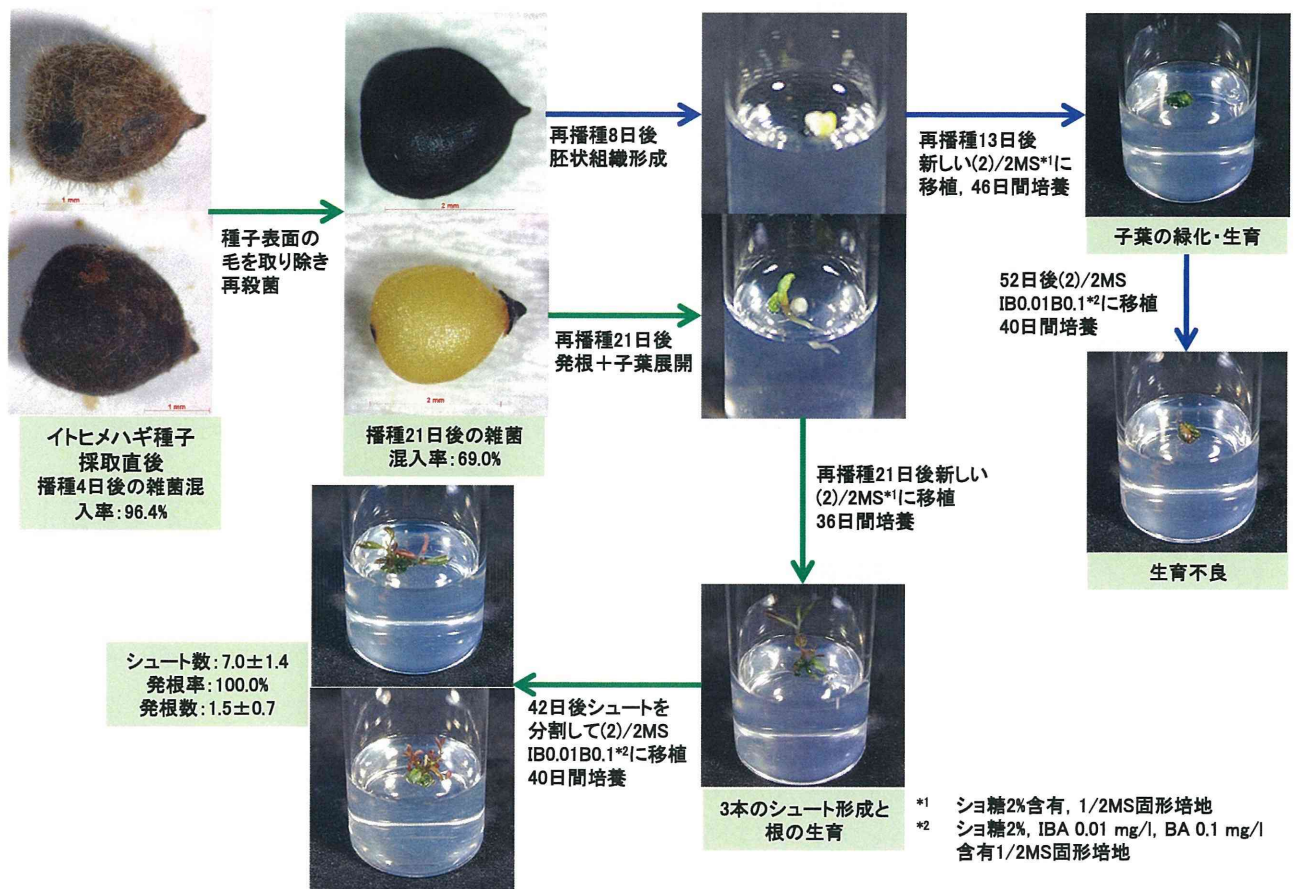 1 mm
1 mm
イトヒメハギ種子
採取直後
播種4日後の雑菌混
入率:96.4%
種子表面の
毛を取り除き
再殺菌
2 mm
2 mm
播種21日後の雑菌
混入率:69.0%
再播種8日後
胚状組織形成
再播種21日後
発根+子葉展開
再播種13日後
新しい(2)/2MS*1に
移植, 46日間培養
子葉の緑化・生育
52日後(2)/2MS
IB0.01B0.1*2に移植
40日間培養
生育不良
再播種21日後新しい
(2)/2MS*1に移植
36日間培養
3本のシュート形成と
根の生育
42日後シュートを
分割して(2)/2MS
IB0.01B0.1*2に移植
40日間培養
シュート数:7.0±1.4
発根率:100.0%
発根数:1.5±0.7
*1 ショ糖2%含有, 1/2MS固形培地
*2 ショ糖2%, IBA 0.01 mg/l, BA 0.1 mg/l
含有1/2MS固形培地